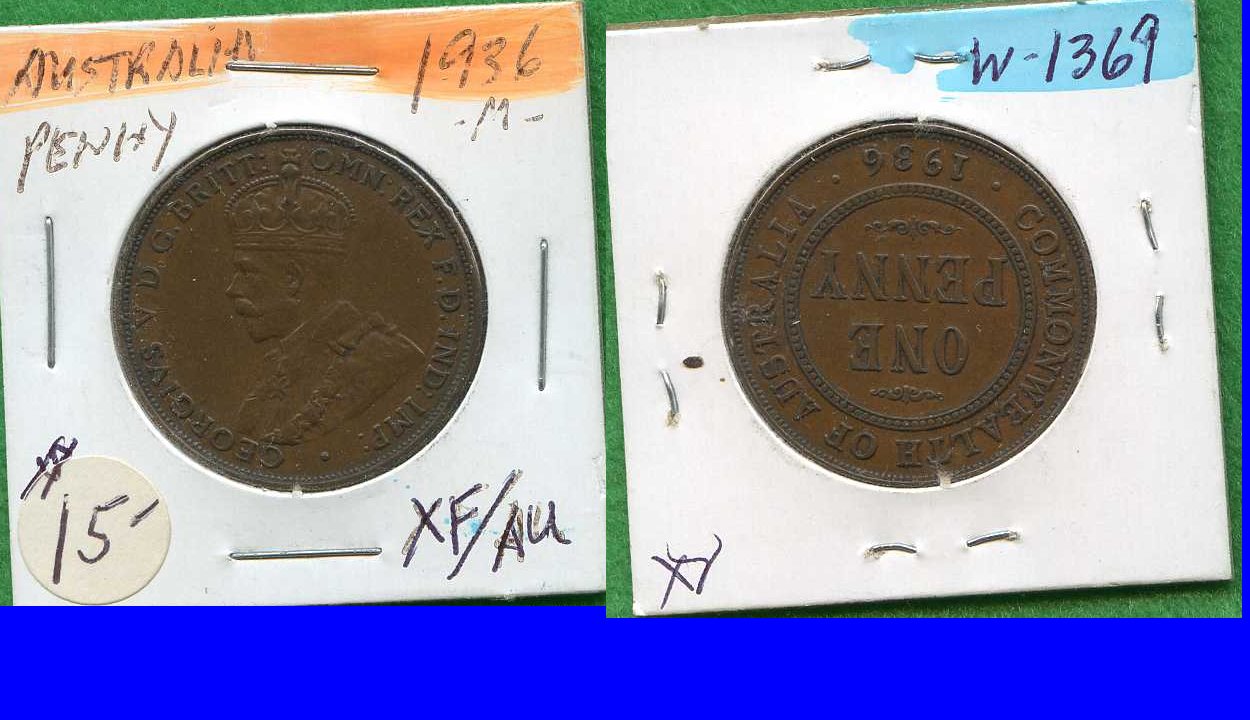 AUSTRALIA 1936
PENNY -M-
GEORGIVS V D.G. BRITT: OMN: REX F.D. IND: IMP:
$15-
XF/AU
W-1369
1936
COMMONWEALTH OF AUSTRALIA
ONE
PENNY